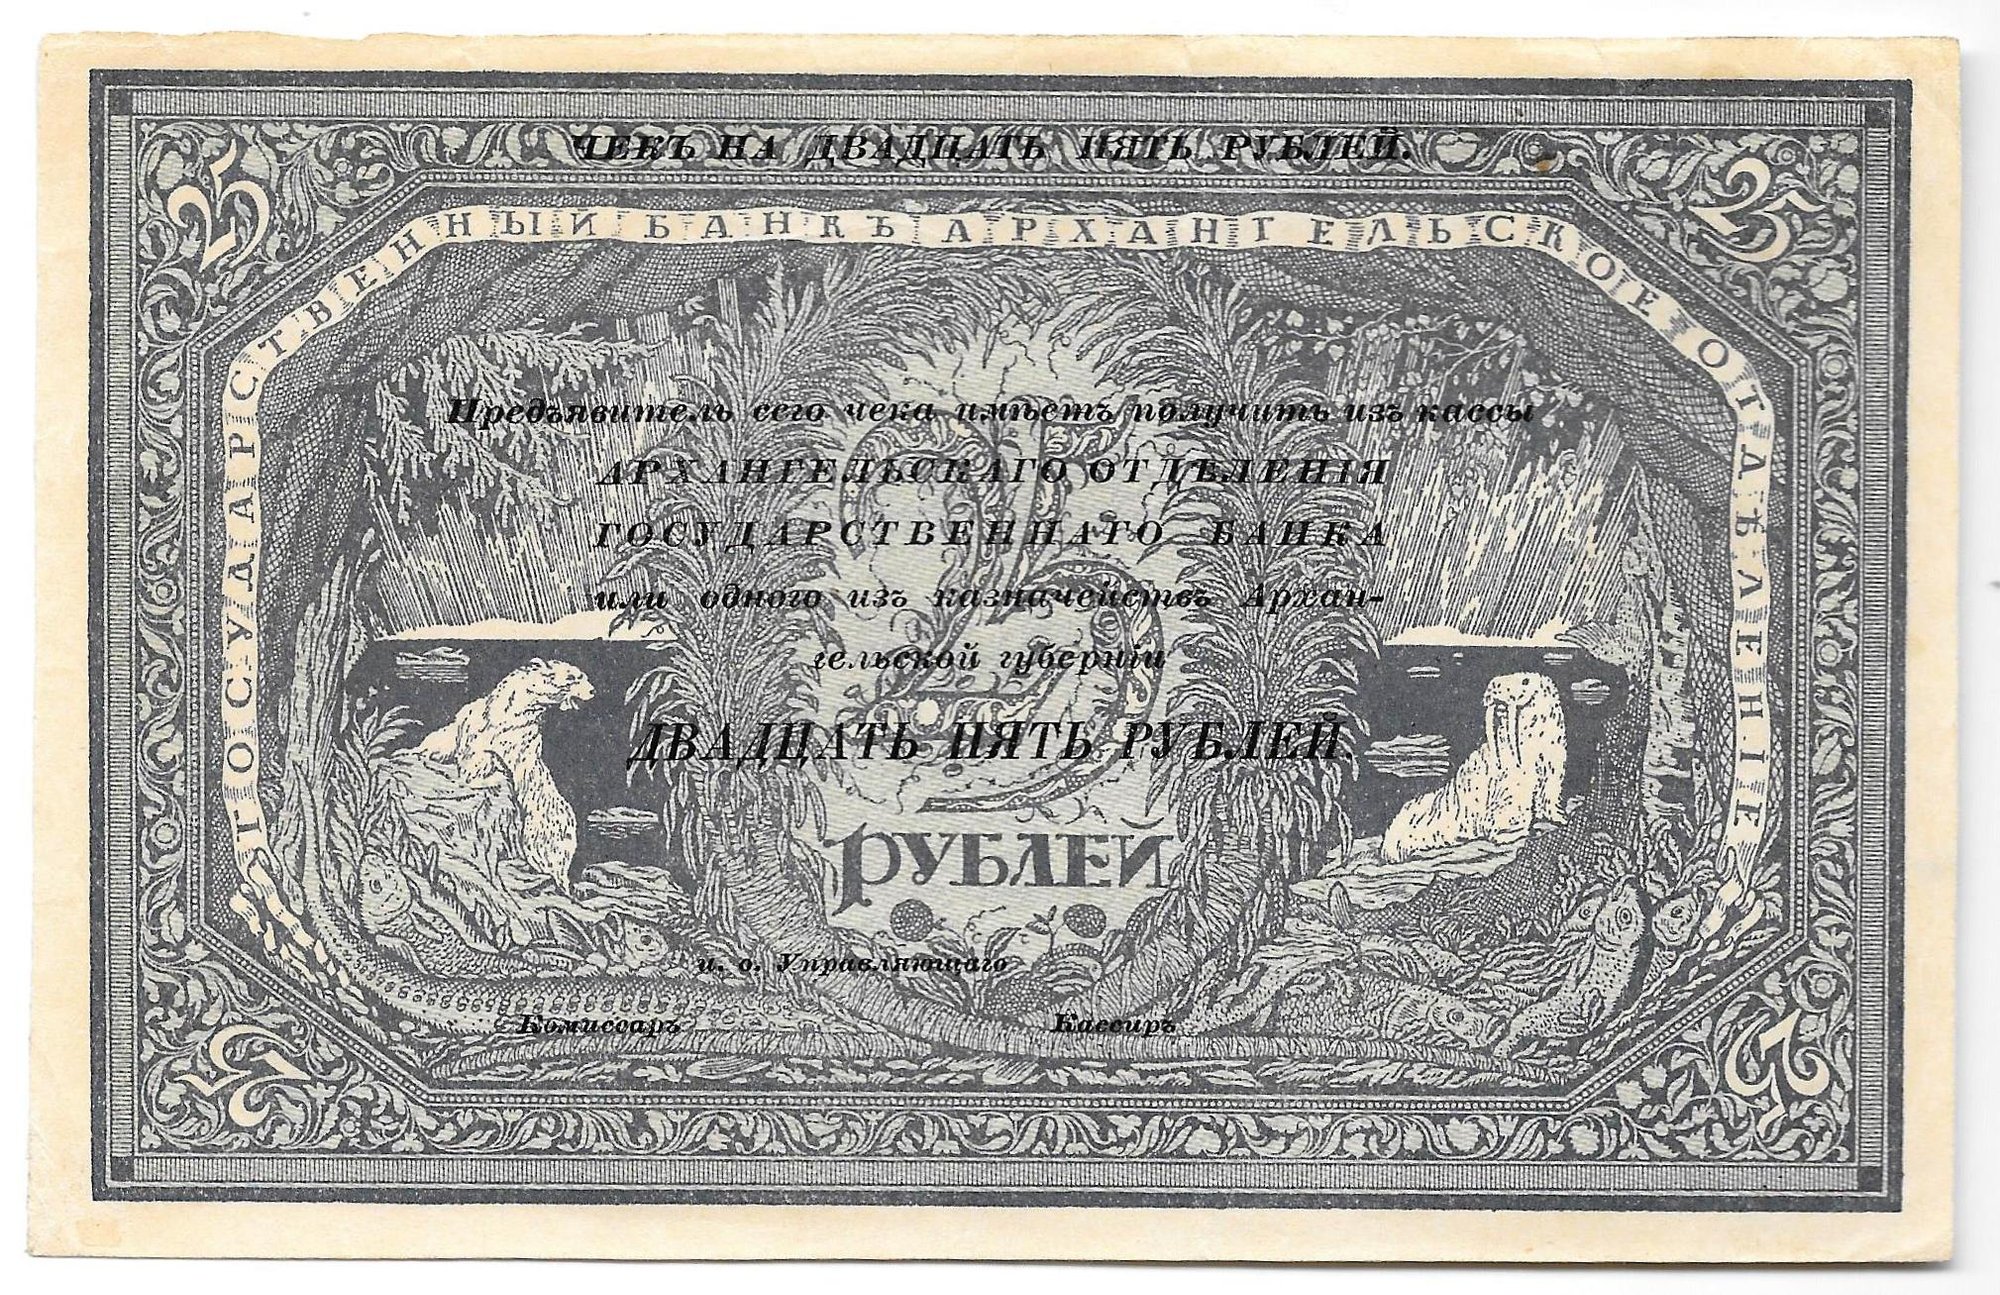 ЧЕКЪ НА ДВАДЦАТЬ ПЯТЬ РУБЛЕЙ.
25 25
ГОСУДАРСТВЕННЫЙ БАНКЪ АРХАНГЕЛЬСКОЕ ОТДѢЛЕНІЕ
Предъявитель сего чека имѣетъ получить изъ кассы
АРХАНГЕЛЬСКАГО ОТДѢЛЕНІЯ
ГОСУДАРСТВЕННАГО БАНКА
или одного изъ казначействъ Архан-
гельской губерніи
ДВАДЦАТЬ ПЯТЬ РУБЛЕЙ.
25
РУБЛЕЙ
и. о. Управляющаго
Комиссаръ Кассиръ
25 25